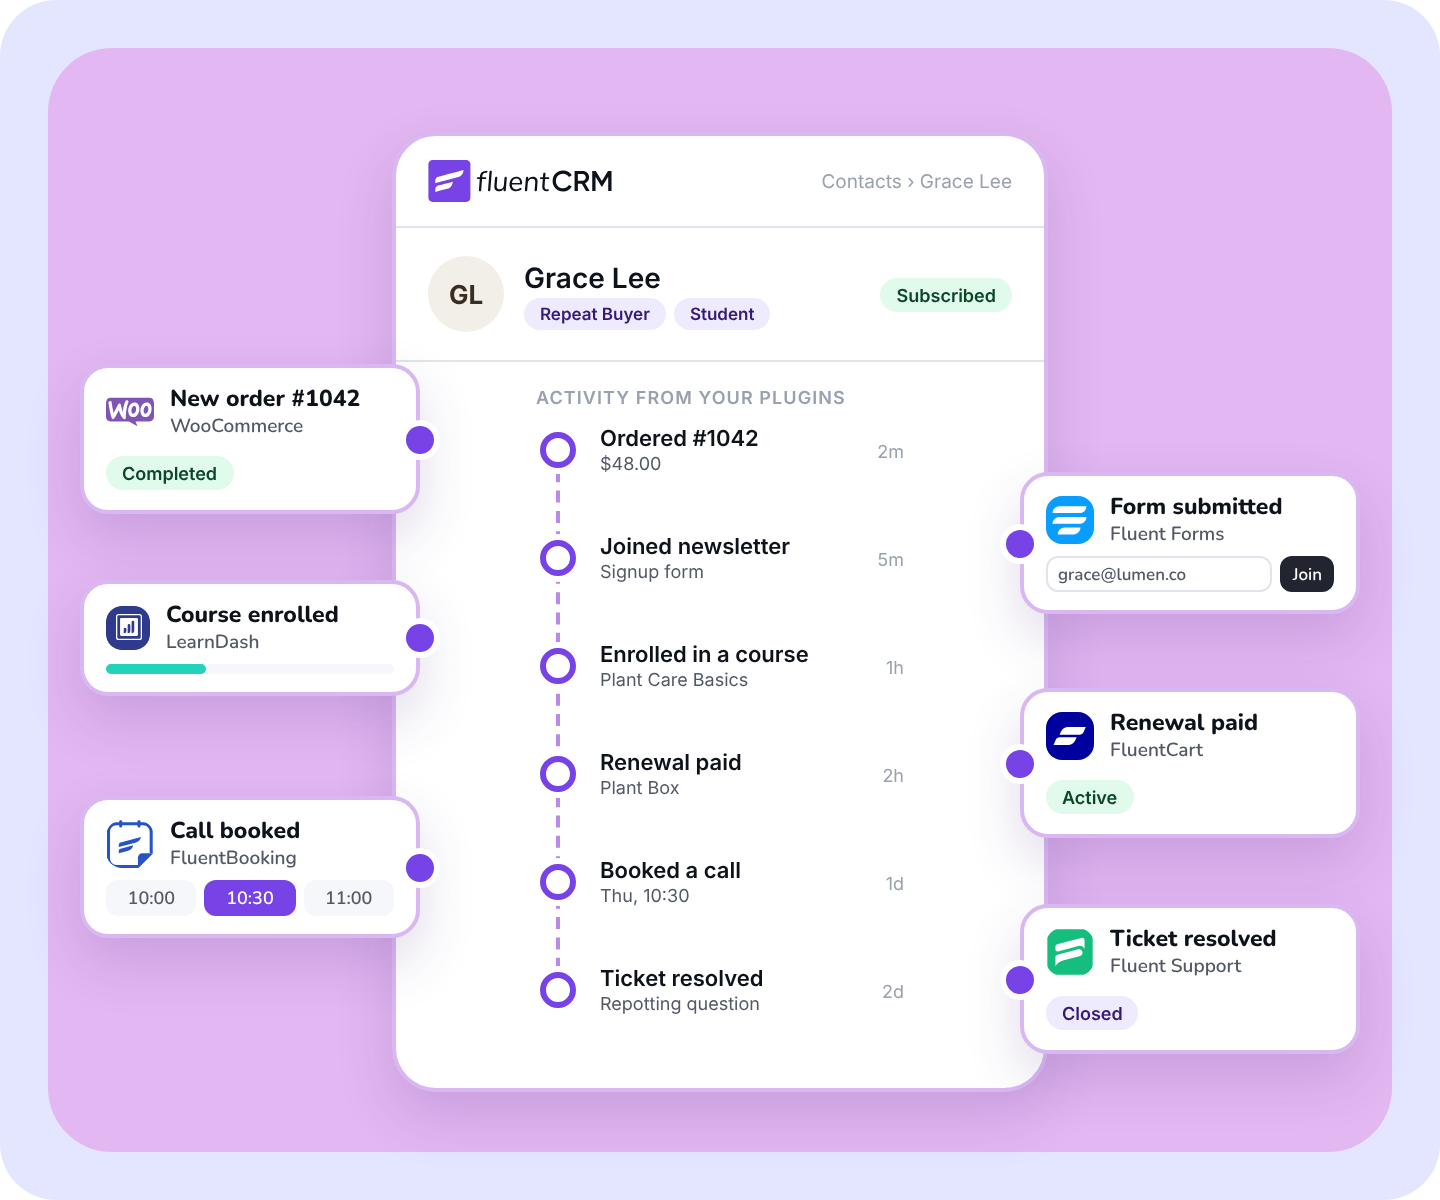 fluentCRM
Contacts › Grace Lee
GL
Grace Lee
Repeat Buyer
Student
Subscribed
ACTIVITY FROM YOUR PLUGINS
Ordered #1042
$48.00
2m
Joined newsletter
Signup form
5m
Enrolled in a course
Plant Care Basics
1h
Renewal paid
Plant Box
2h
Booked a call
Thu, 10:30
1d
Ticket resolved
Repotting question
2d
Woo
New order #1042
WooCommerce
Completed
Course enrolled
LearnDash
Call booked
FluentBooking
10:00
10:30
11:00
Form submitted
Fluent Forms
grace@lumen.co
Join
Renewal paid
FluentCart
Active
Ticket resolved
Fluent Support
Closed